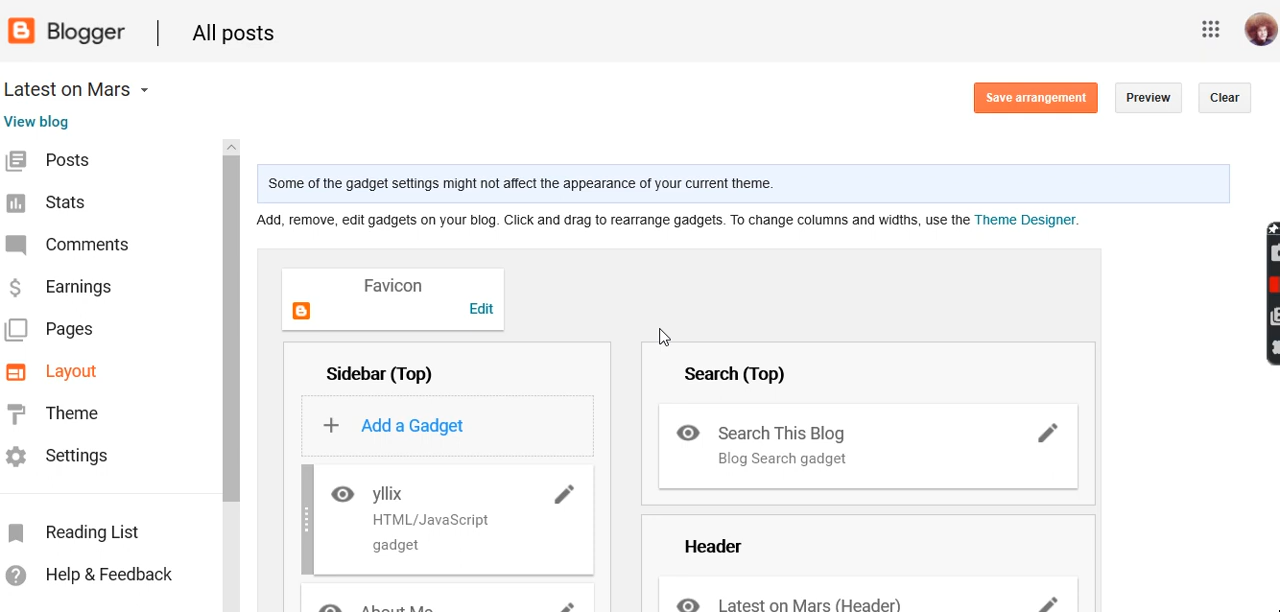 Blogger
All posts
Latest on Mars
View blog
Save arrangement
Preview
Clear
Posts
Stats
Comments
Earnings
Pages
Layout
Theme
Settings
Reading List
Help & Feedback
Some of the gadget settings might not affect the appearance of your current theme.
Add, remove, edit gadgets on your blog. Click and drag to rearrange gadgets. To change columns and widths, use the Theme Designer.
Favicon
Edit
Sidebar (Top)
Add a Gadget
yllix
HTML/JavaScript
gadget
About Me
Search (Top)
Search This Blog
Blog Search gadget
Header
Latest on Mars (Header)